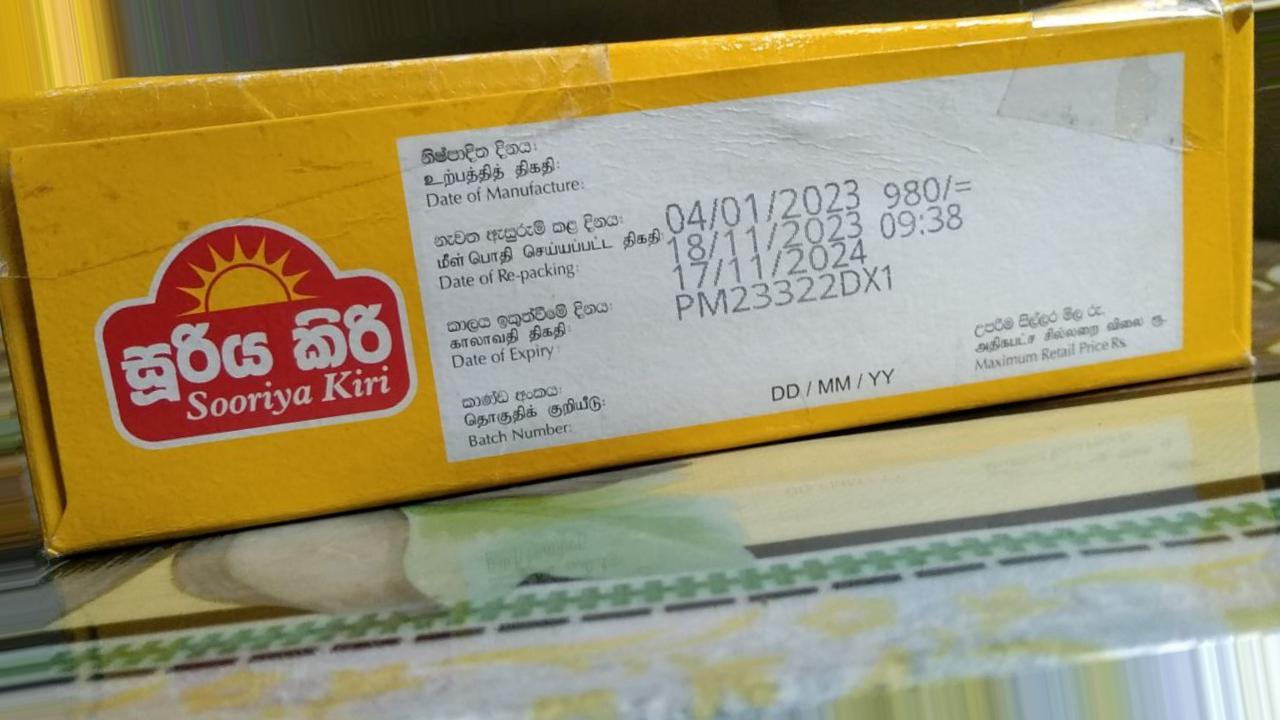 සූරිය කිරි
Sooriya Kiri
නිෂ්පාදිත දිනය:
உற்பத்தித் திகதி:
Date of Manufacture:
නැවත ඇසුරුම් කළ දිනය:
மீள் பொதி செய்யப்பட்ட திகதி:
Date of Re-packing:
කාලය ඉකුත්වීමේ දිනය:
காலாவதி திகதி:
Date of Expiry:
කාණ්ඩ අංකය:
தொகுதிக் குறியீடு:
Batch Number:
04/01/2023 980/=
18/11/2023 09:38
17/11/2024
PM23322DX1
DD / MM / YY
උපරිම සිල්ලර මිල රු.
அதிகபட்ச சில்லறை விலை ரூ.
Maximum Retail Price Rs.